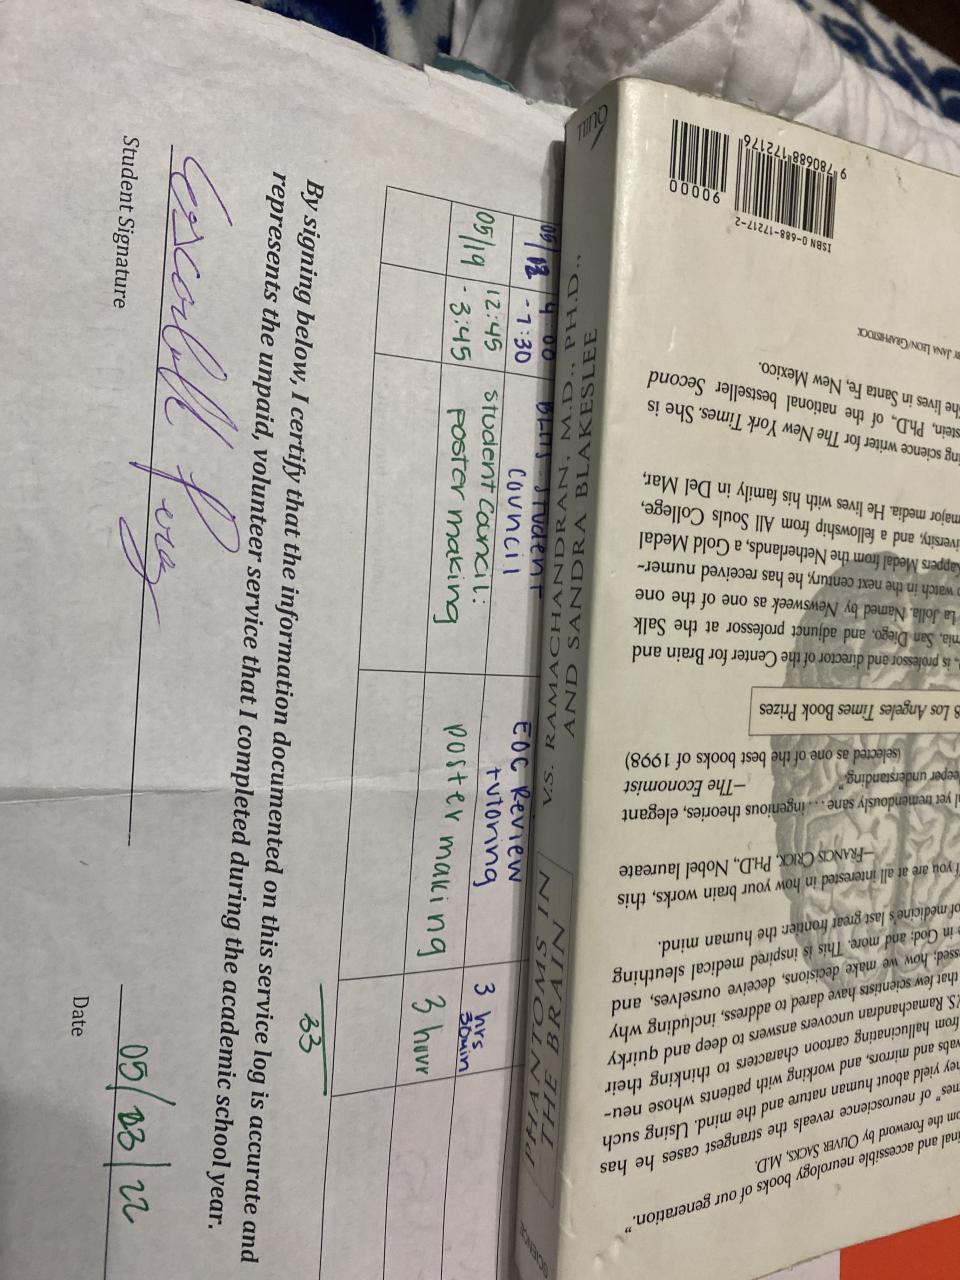 4:00 - 7:30
Student
Council
EOC Review
tutoring
3 hrs
30min
05/19
12:45
- 3:45
student concil:
poster making
poster making
3 hour
33
By signing below, I certify that the information documented on this service log is accurate and
represents the unpaid, volunteer service that I completed during the academic school year.
05/23/22
Student Signature
Date
QUILL
V.S. RAMACHANDRAN, M.D., PH.D.,
AND SANDRA BLAKESLEE
PHANTOMS IN
THE BRAIN
SCIENCE
inal and accessible neurology books of our generation."
om the Foreword by OLIVER SACKS, M.D.
mes" of neuroscience reveals the strangest cases he has
ey yield about human nature and the mind. Using such
wabs and mirrors, and working with patients whose neu-
from hallucinating cartoon characters to thinking their
V.S. Ramachandran uncovers answers to deep and quirky
that few scientists have dared to address, including why
ssed; how we make decisions, deceive ourselves, and
e in God; and more. This is inspired medical sleuthing
of medicine's last great frontier: the human mind.
f you are at all interested in how your brain works, this
—FRANCIS CRICK, PH.D., Nobel laureate
l yet tremendously sane . . . ingenious theories, elegant
eeper understanding."
—The Economist
(selected as one of the best books of 1998)
s Los Angeles Times Book Prizes
, is professor and director of the Center for Brain and
nia, San Diego, and adjunct professor at the Salk
La Jolla. Named by Newsweek as one of the one
o watch in the next century, he has received numer-
appers Medal from the Netherlands, a Gold Medal
iversity, and a fellowship from All Souls College,
major media. He lives with his family in Del Mar,
ing science writer for The New York Times. She is
stein, Ph.D., of the national bestseller Second
he lives in Santa Fe, New Mexico.
BY JANA LEON/GRAPHISTOCK
ISBN 0-688-17217-2
9 780688 172176
90000